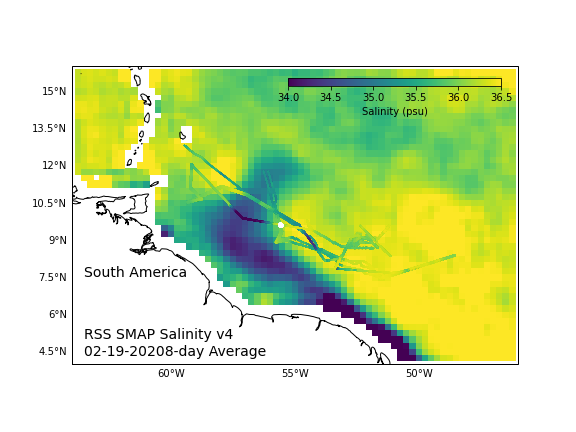 15°N
13.5°N
12°N
10.5°N
9°N
7.5°N
6°N
4.5°N
34.0 34.5 35.0 35.5 36.0 36.5
Salinity (psu)
South America
RSS SMAP Salinity v4
02-19-20208-day Average
60°W 55°W 50°W